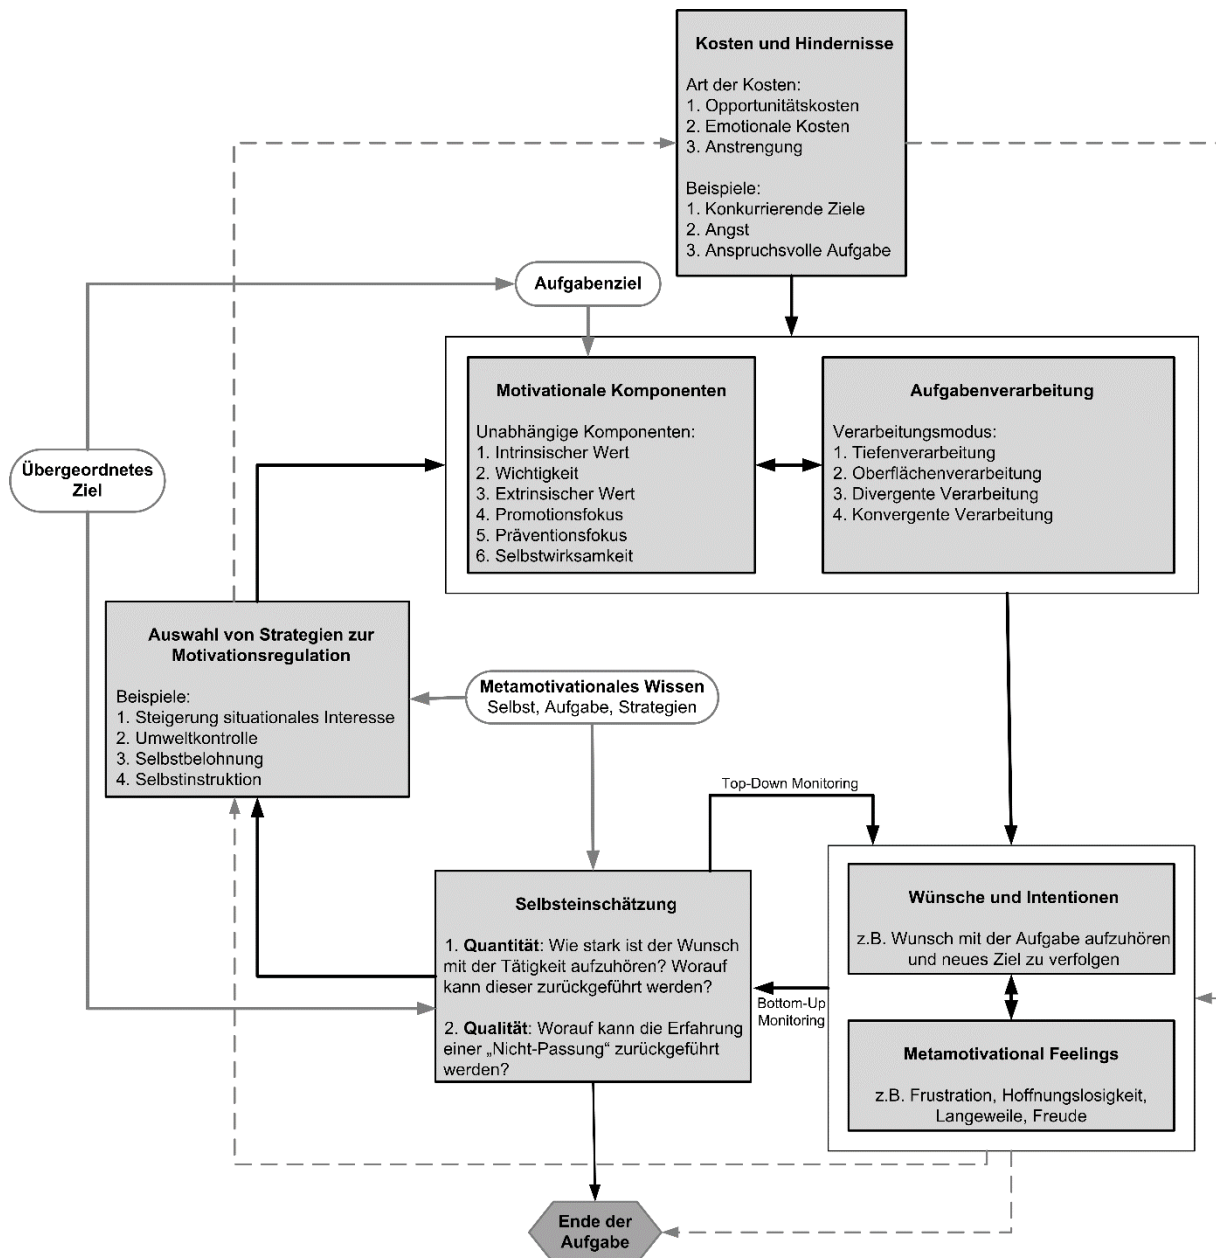 Kosten und Hindernisse
Art der Kosten:
1. Opportunitätskosten
2. Emotionale Kosten
3. Anstrengung
Beispiele:
1. Konkurrierende Ziele
2. Angst
3. Anspruchsvolle Aufgabe
Aufgabenziel
Motivationale Komponenten
Unabhängige Komponenten:
1. Intrinsischer Wert
2. Wichtigkeit
3. Extrinsischer Wert
4. Promotionsfokus
5. Präventionsfokus
6. Selbstwirksamkeit
Aufgabenverarbeitung
Verarbeitungsmodus:
1. Tiefenverarbeitung
2. Oberflächenverarbeitung
3. Divergente Verarbeitung
4. Konvergente Verarbeitung
Übergeordnetes
Ziel
Auswahl von Strategien zur
Motivationsregulation
Beispiele:
1. Steigerung situationales Interesse
2. Umweltkontrolle
3. Selbstbelohnung
4. Selbstinstruktion
Metamotivationales Wissen
Selbst, Aufgabe, Strategien
Top-Down Monitoring
Selbsteinschätzung
1. Quantität: Wie stark ist der Wunsch
mit der Tätigkeit aufzuhören? Worauf
kann dieser zurückgeführt werden?
2. Qualität: Worauf kann die Erfahrung
einer „Nicht-Passung“ zurückgeführt
werden?
Bottom-Up
Monitoring
Wünsche und Intentionen
z.B. Wunsch mit der Aufgabe aufzuhören
und neues Ziel zu verfolgen
Metamotivational Feelings
z.B. Frustration, Hoffnungslosigkeit,
Langeweile, Freude
Ende der
Aufgabe